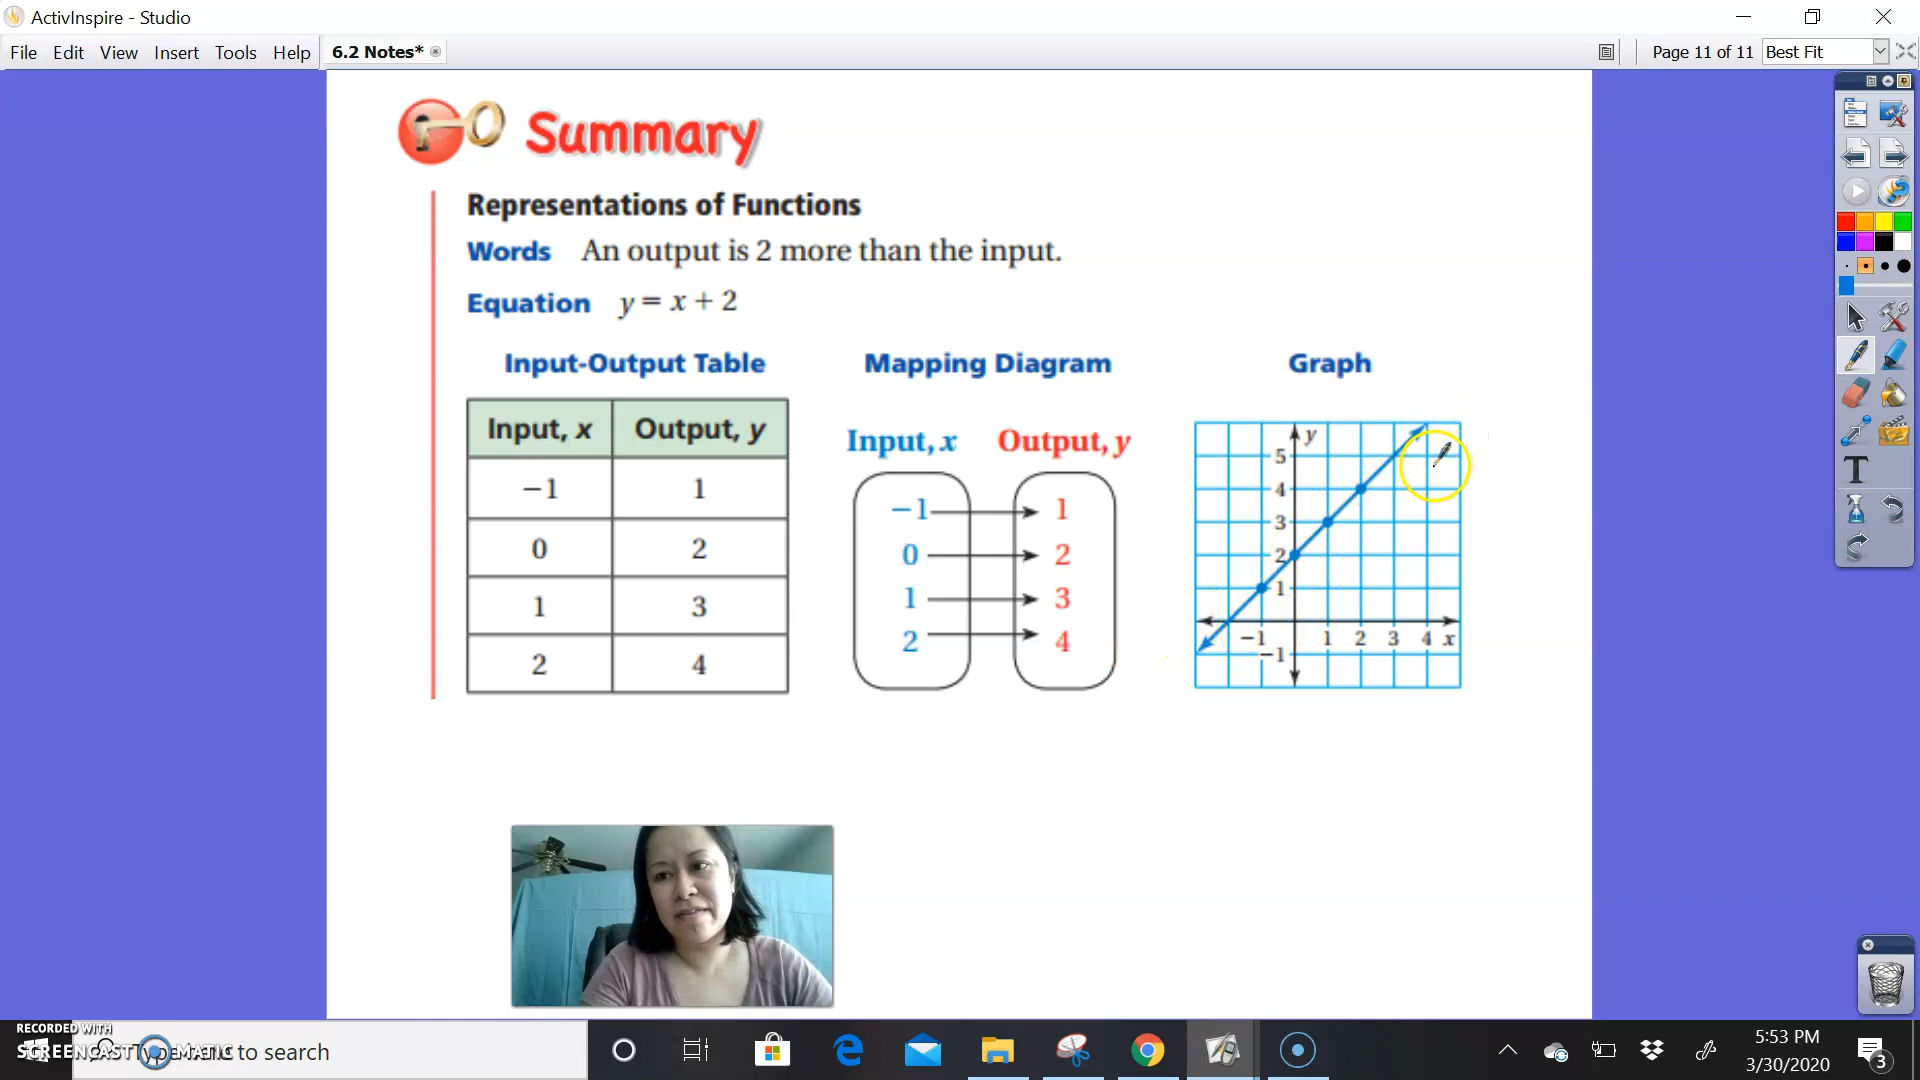 ActivInspire - Studio
File Edit View Insert Tools Help
6.2 Notes*
Page 11 of 11 Best Fit
Summary
Representations of Functions
Words An output is 2 more than the input.
Equation y = x + 2
Input-Output Table
Input, x Output, y
−1 1
0 2
1 3
2 4
Mapping Diagram
Input, x Output, y
−1 1
0 2
1 3
2 4
Graph
y
5
4
3
2
1
−1 1 2 3 4 x
−1
T
RECORDED WITH
SCREENCAST MATIC
Type here to search
5:53 PM
3/30/2020
3